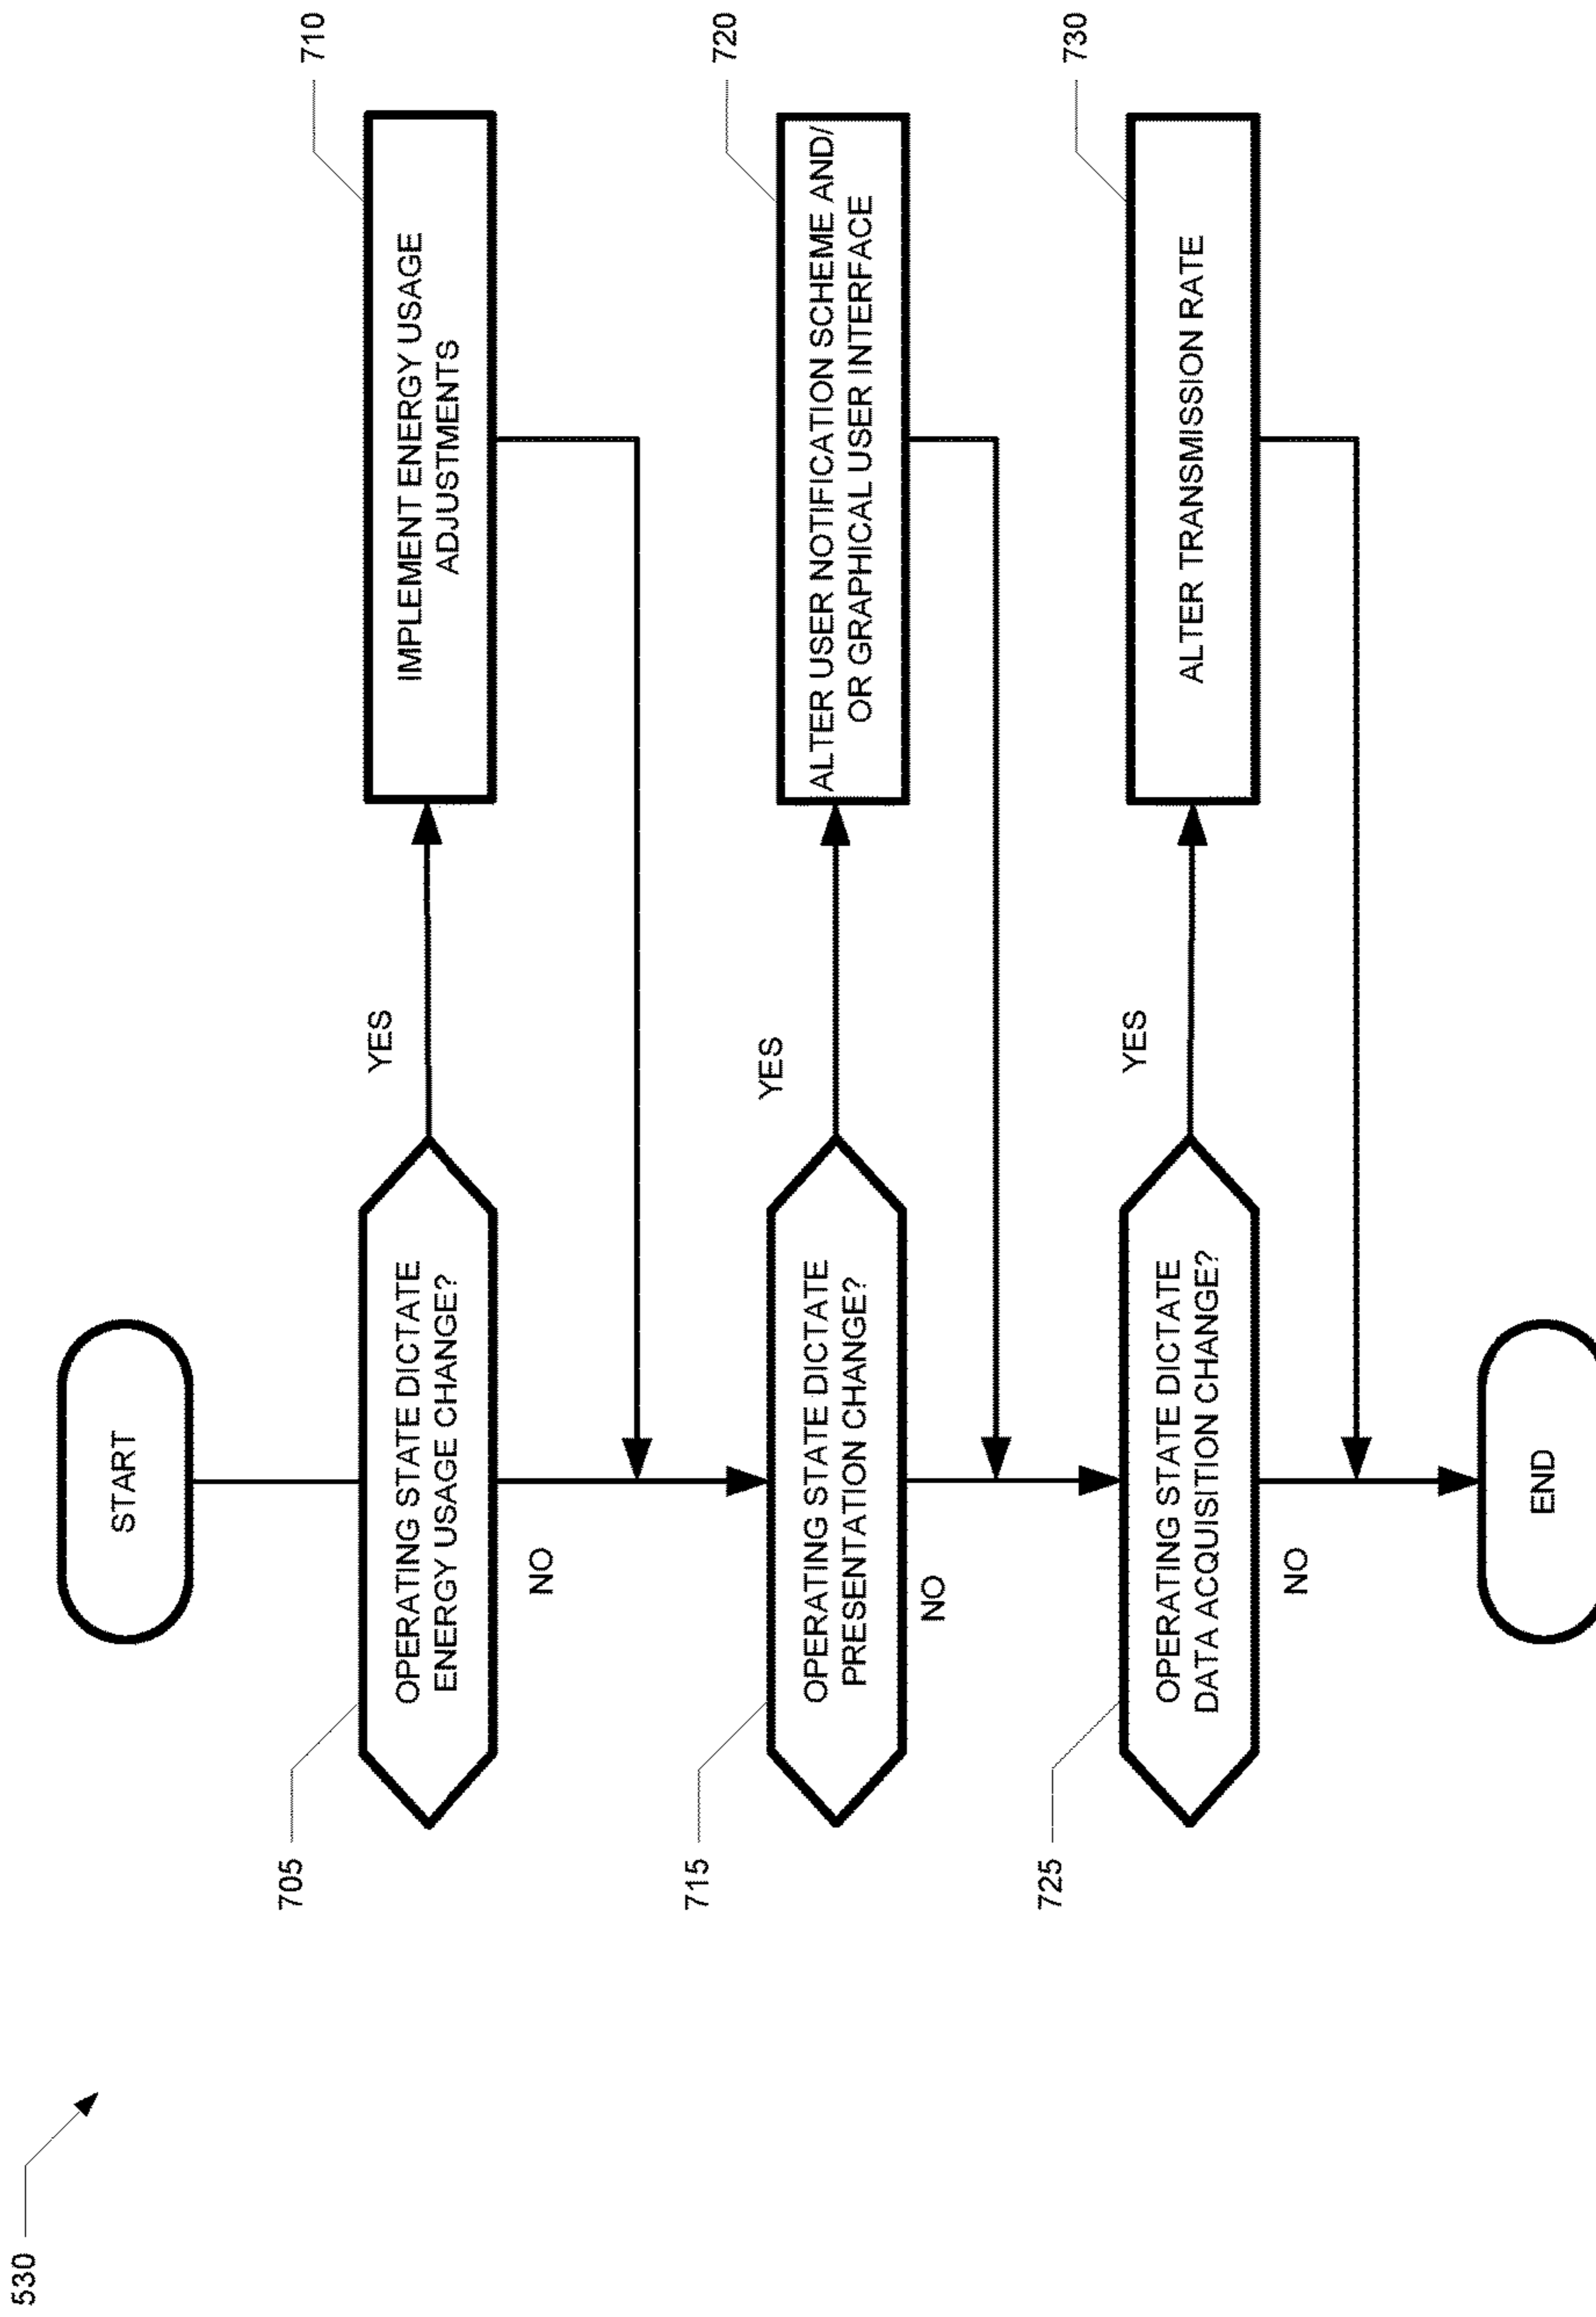 530
START
705
OPERATING STATE DICTATE
ENERGY USAGE CHANGE?
YES
710
IMPLEMENT ENERGY USAGE
ADJUSTMENTS
NO
715
OPERATING STATE DICTATE
PRESENTATION CHANGE?
YES
720
ALTER USER NOTIFICATION SCHEME AND/
OR GRAPHICAL USER INTERFACE
NO
725
OPERATING STATE DICTATE
DATA ACQUISITION CHANGE?
YES
730
ALTER TRANSMISSION RATE
NO
END